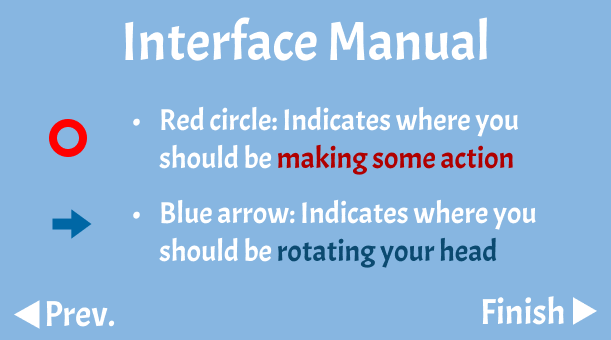 Interface Manual
• Red circle: Indicates where you
should be making some action
• Blue arrow: Indicates where you
should be rotating your head
Prev.
Finish